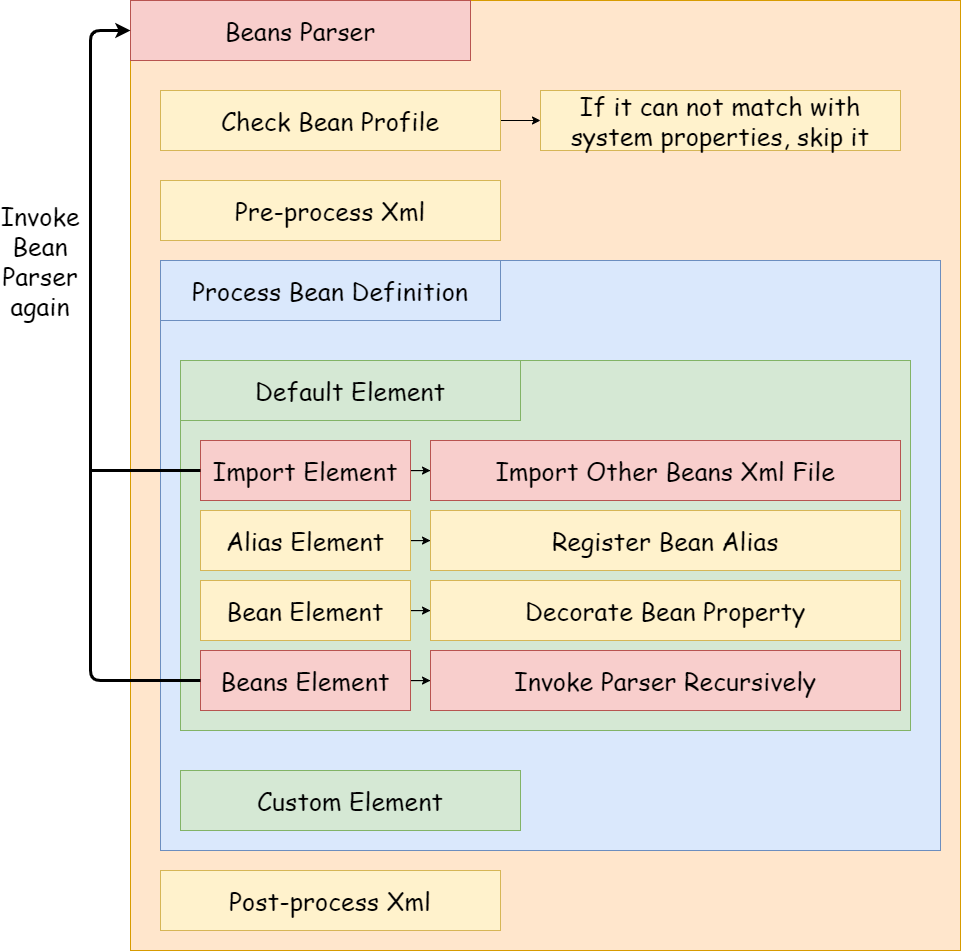 Beans Parser
Check Bean Profile
If it can not match with
system properties, skip it
Pre-process Xml
Invoke
Bean
Parser
again
Process Bean Definition
Default Element
Import Element
Import Other Beans Xml File
Alias Element
Register Bean Alias
Bean Element
Decorate Bean Property
Beans Element
Invoke Parser Recursively
Custom Element
Post-process Xml